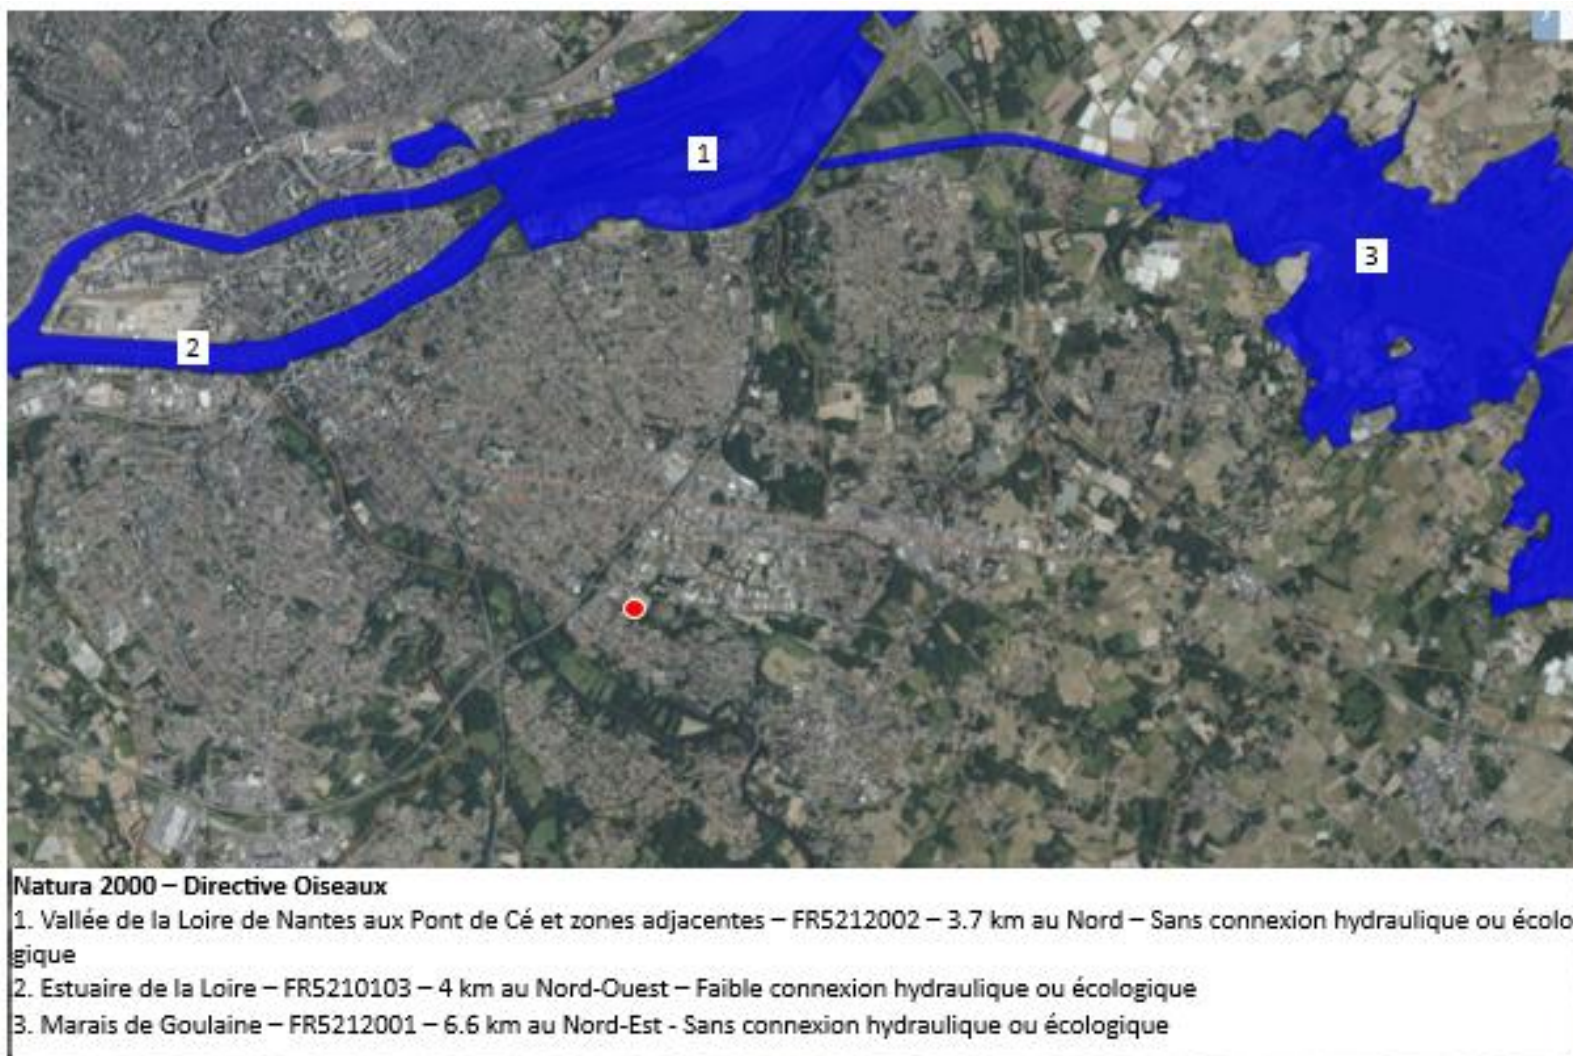 1
2
3
Natura 2000 – Directive Oiseaux
1. Vallée de la Loire de Nantes aux Pont de Cé et zones adjacentes – FR5212002 – 3.7 km au Nord – Sans connexion hydraulique ou écolo
gique
2. Estuaire de la Loire – FR5210103 – 4 km au Nord-Ouest – Faible connexion hydraulique ou écologique
3. Marais de Goulaine – FR5212001 – 6.6 km au Nord-Est - Sans connexion hydraulique ou écologique